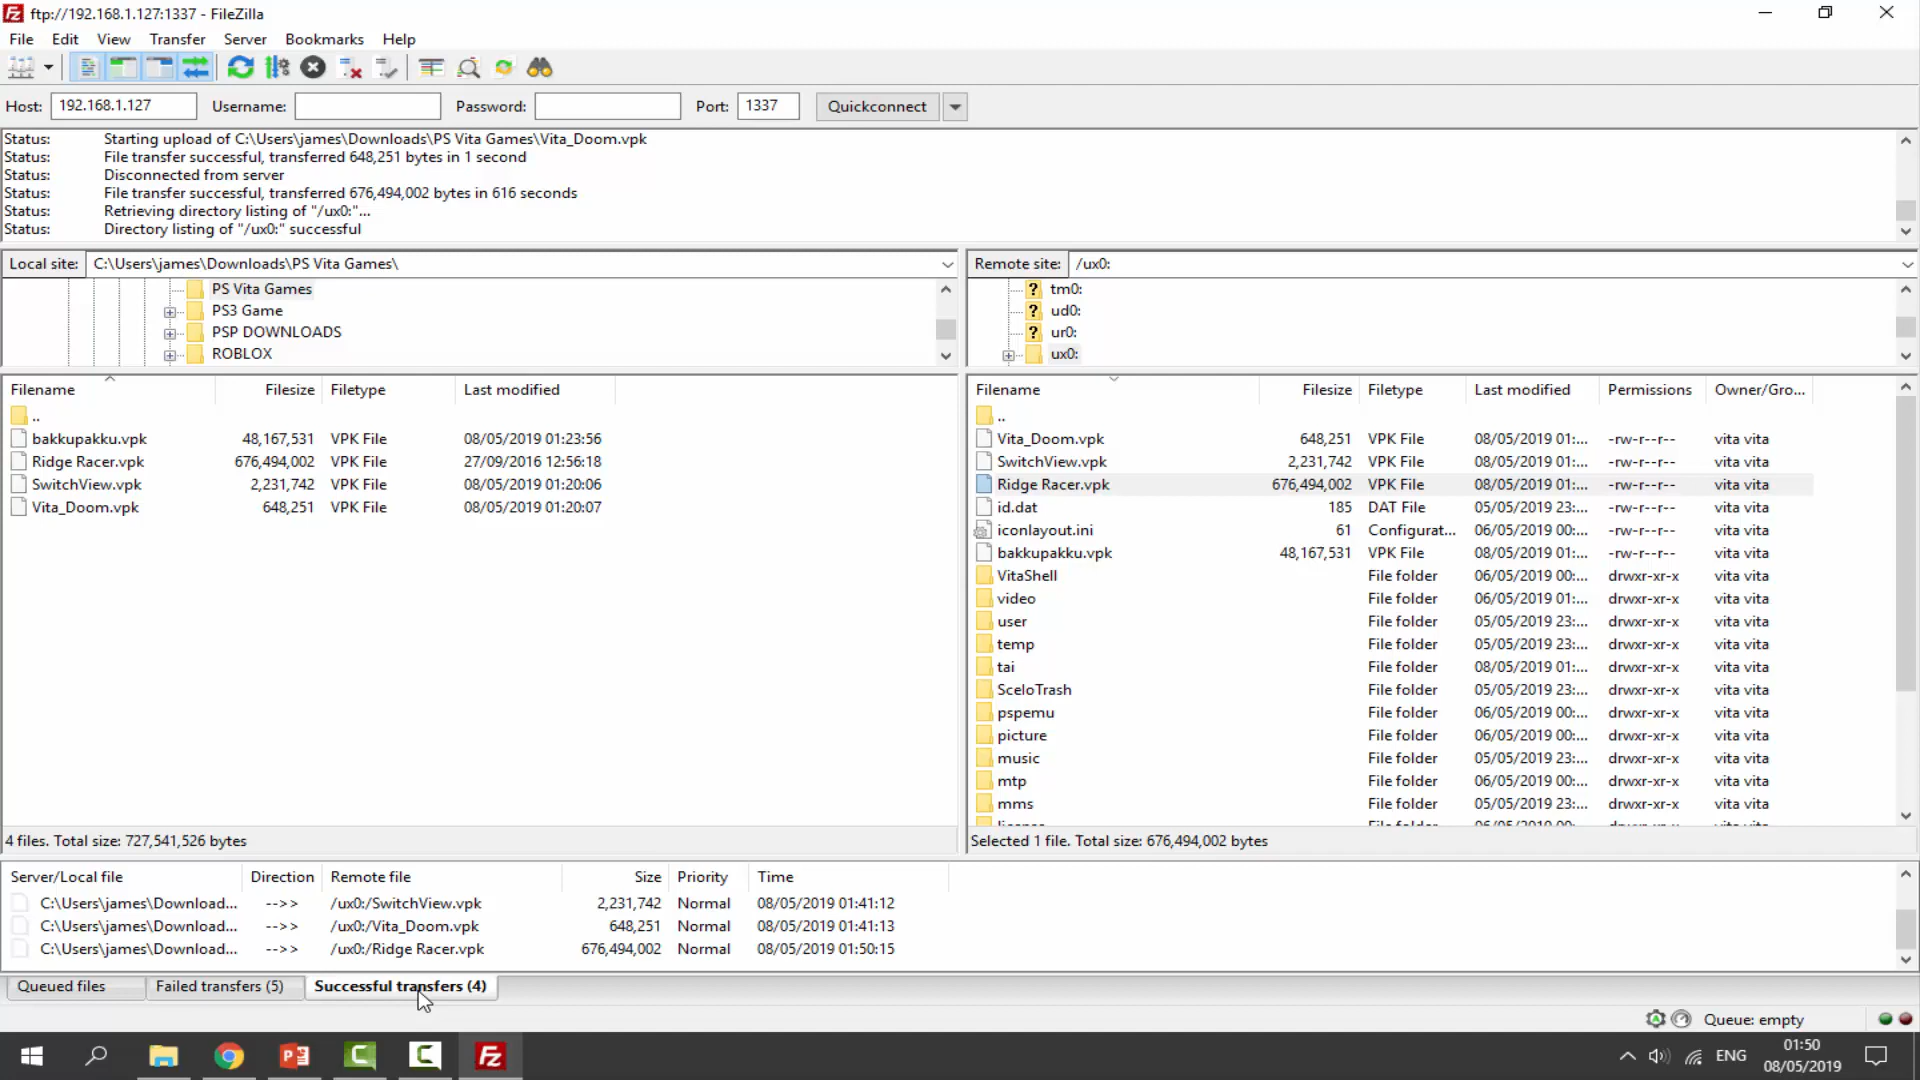 ftp://192.168.1.127:1337 - FileZilla
File Edit View Transfer Server Bookmarks Help
Host: 192.168.1.127 Username: Password: Port: 1337 Quickconnect
Status: Starting upload of C:\Users\james\Downloads\PS Vita Games\Vita_Doom.vpk
Status: File transfer successful, transferred 648,251 bytes in 1 second
Status: Disconnected from server
Status: File transfer successful, transferred 676,494,002 bytes in 616 seconds
Status: Retrieving directory listing of "/ux0:"...
Status: Directory listing of "/ux0:" successful
Local site: C:\Users\james\Downloads\PS Vita Games\
PS Vita Games
PS3 Game
PSP DOWNLOADS
ROBLOX
Filename Filesize Filetype Last modified
..
bakkupakku.vpk 48,167,531 VPK File 08/05/2019 01:23:56
Ridge Racer.vpk 676,494,002 VPK File 27/09/2016 12:56:18
SwitchView.vpk 2,231,742 VPK File 08/05/2019 01:20:06
Vita_Doom.vpk 648,251 VPK File 08/05/2019 01:20:07
4 files. Total size: 727,541,526 bytes
Remote site: /ux0:
? tm0:
? ud0:
? ur0:
ux0:
Filename Filesize Filetype Last modified Permissions Owner/Gro...
..
Vita_Doom.vpk 648,251 VPK File 08/05/2019 01:... -rw-r--r-- vita vita
SwitchView.vpk 2,231,742 VPK File 08/05/2019 01:... -rw-r--r-- vita vita
Ridge Racer.vpk 676,494,002 VPK File 08/05/2019 01:... -rw-r--r-- vita vita
id.dat 185 DAT File 05/05/2019 23:... -rw-r--r-- vita vita
iconlayout.ini 61 Configurat... 06/05/2019 00:... -rw-r--r-- vita vita
bakkupakku.vpk 48,167,531 VPK File 08/05/2019 01:... -rw-r--r-- vita vita
VitaShell File folder 06/05/2019 00:... drwxr-xr-x vita vita
video File folder 06/05/2019 01:... drwxr-xr-x vita vita
user File folder 05/05/2019 23:... drwxr-xr-x vita vita
temp File folder 05/05/2019 23:... drwxr-xr-x vita vita
tai File folder 08/05/2019 01:... drwxr-xr-x vita vita
SceIoTrash File folder 05/05/2019 23:... drwxr-xr-x vita vita
pspemu File folder 06/05/2019 00:... drwxr-xr-x vita vita
picture File folder 06/05/2019 00:... drwxr-xr-x vita vita
music File folder 05/05/2019 23:... drwxr-xr-x vita vita
mtp File folder 06/05/2019 00:... drwxr-xr-x vita vita
mms File folder 05/05/2019 23:... drwxr-xr-x vita vita
Selected 1 file. Total size: 676,494,002 bytes
Server/Local file Direction Remote file Size Priority Time
C:\Users\james\Download... -->> /ux0:/SwitchView.vpk 2,231,742 Normal 08/05/2019 01:41:12
C:\Users\james\Download... -->> /ux0:/Vita_Doom.vpk 648,251 Normal 08/05/2019 01:41:13
C:\Users\james\Download... -->> /ux0:/Ridge Racer.vpk 676,494,002 Normal 08/05/2019 01:50:15
Queued files Failed transfers (5) Successful transfers (4)
Queue: empty
ENG 01:50
08/05/2019